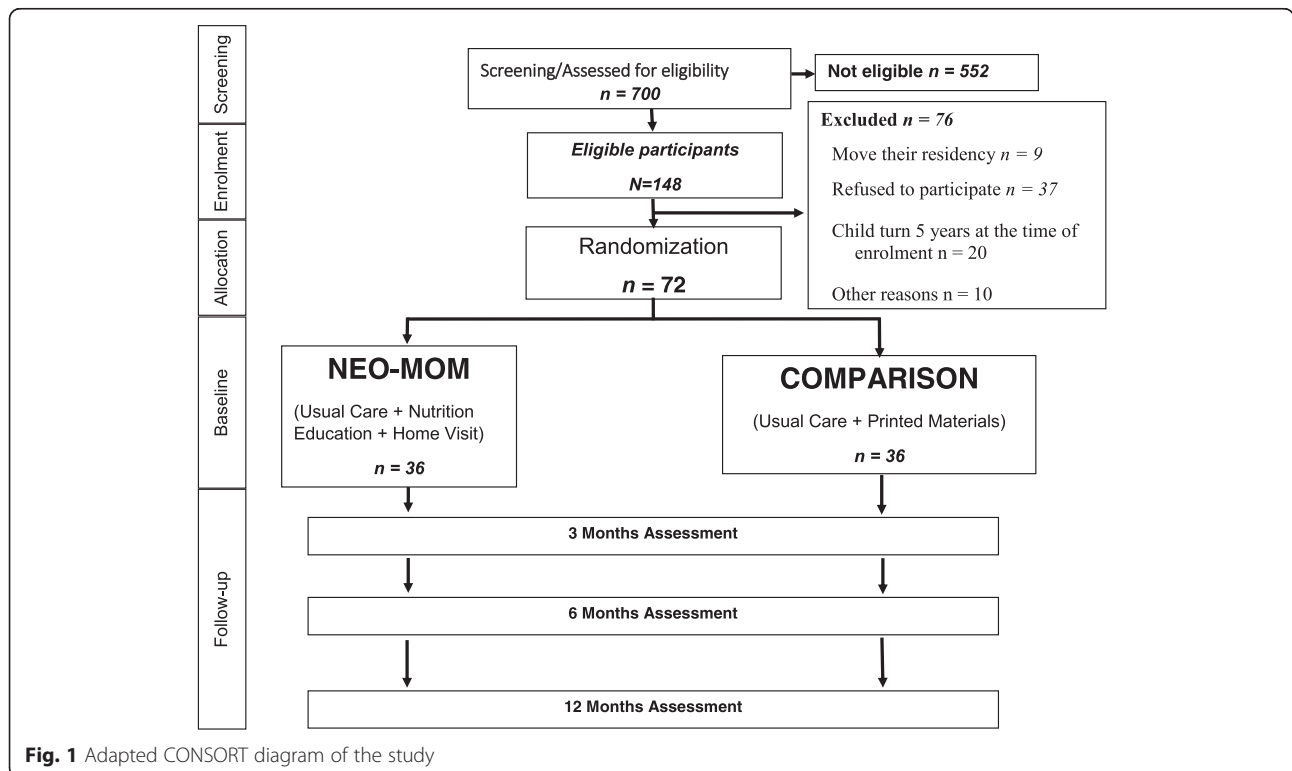 Screening
Screening/Assessed for eligibility
n = 700
Not eligible n = 552
Excluded n = 76
Move their residency n = 9
Refused to participate n = 37
Child turn 5 years at the time of
enrolment n = 20
Other reasons n = 10
Enrolment
Eligible participants
N=148
Allocation
Randomization
n = 72
Baseline
NEO-MOM
(Usual Care + Nutrition
Education + Home Visit)
n = 36
COMPARISON
(Usual Care + Printed Materials)
n = 36
Follow-up
3 Months Assessment
6 Months Assessment
12 Months Assessment
Fig. 1 Adapted CONSORT diagram of the study